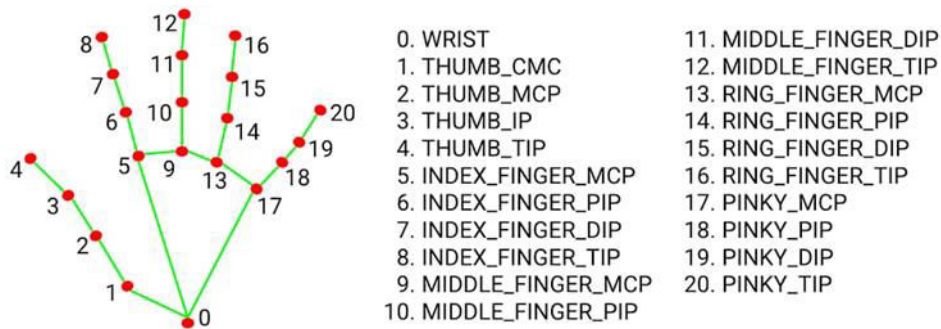 12
8
16
11
7
15
20
10
6
14
19
4
5
9
13
18
3
17
2
1
0
0. WRIST
1. THUMB_CMC
2. THUMB_MCP
3. THUMB_IP
4. THUMB_TIP
5. INDEX_FINGER_MCP
6. INDEX_FINGER_PIP
7. INDEX_FINGER_DIP
8. INDEX_FINGER_TIP
9. MIDDLE_FINGER_MCP
10. MIDDLE_FINGER_PIP
11. MIDDLE_FINGER_DIP
12. MIDDLE_FINGER_TIP
13. RING_FINGER_MCP
14. RING_FINGER_PIP
15. RING_FINGER_DIP
16. RING_FINGER_TIP
17. PINKY_MCP
18. PINKY_PIP
19. PINKY_DIP
20. PINKY_TIP